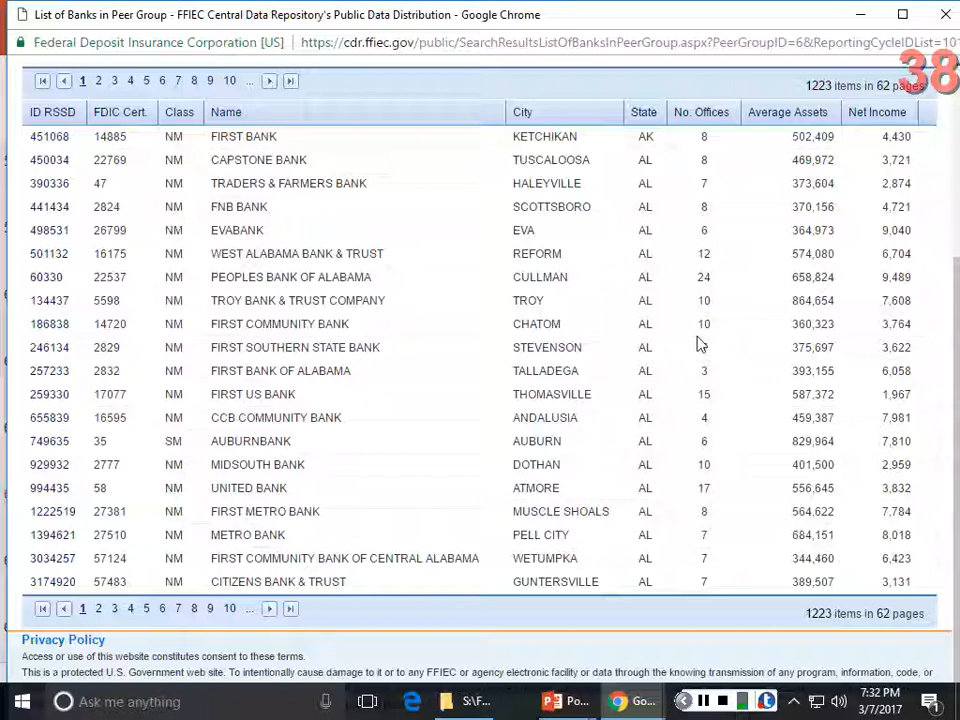 List of Banks in Peer Group - FFIEC Central Data Repository's Public Data Distribution - Google Chrome
Federal Deposit Insurance Corporation [US] https://cdr.ffiec.gov/public/SearchResultsListOfBanksInPeerGroup.aspx?PeerGroupID=6&ReportingCycleIDList=101
38
1 2 3 4 5 6 7 8 9 10 ... 1223 items in 62 pages
ID RSSD FDIC Cert. Class Name City State No. Offices Average Assets Net Income
451068 14885 NM FIRST BANK KETCHIKAN AK 8 502,409 4,430
450034 22769 NM CAPSTONE BANK TUSCALOOSA AL 8 469,972 3,721
390336 47 NM TRADERS & FARMERS BANK HALEYVILLE AL 7 373,604 2,874
441434 2824 NM FNB BANK SCOTTSBORO AL 8 370,156 4,721
498531 26799 NM EVABANK EVA AL 6 364,973 9,040
501132 16175 NM WEST ALABAMA BANK & TRUST REFORM AL 12 574,080 6,704
60330 22537 NM PEOPLES BANK OF ALABAMA CULLMAN AL 24 658,824 9,489
134437 5598 NM TROY BANK & TRUST COMPANY TROY AL 10 864,654 7,608
186838 14720 NM FIRST COMMUNITY BANK CHATOM AL 10 360,323 3,764
246134 2829 NM FIRST SOUTHERN STATE BANK STEVENSON AL 375,697 3,622
257233 2832 NM FIRST BANK OF ALABAMA TALLADEGA AL 3 393,155 6,058
259330 17077 NM FIRST US BANK THOMASVILLE AL 15 587,372 1,967
655839 16595 NM CCB COMMUNITY BANK ANDALUSIA AL 4 459,387 7,981
749635 35 SM AUBURNBANK AUBURN AL 6 829,964 7,810
929932 2777 NM MIDSOUTH BANK DOTHAN AL 10 401,500 2,959
994435 58 NM UNITED BANK ATMORE AL 17 556,645 3,832
1222519 27381 NM FIRST METRO BANK MUSCLE SHOALS AL 8 564,622 7,784
1394621 27510 NM METRO BANK PELL CITY AL 7 684,151 8,018
3034257 57124 NM FIRST COMMUNITY BANK OF CENTRAL ALABAMA WETUMPKA AL 7 344,460 6,423
3174920 57483 NM CITIZENS BANK & TRUST GUNTERSVILLE AL 7 389,507 3,131
1 2 3 4 5 6 7 8 9 10 ... 1223 items in 62 pages
Privacy Policy
Access or use of this website constitutes consent to these terms.
This is a protected U.S. Government web site. To intentionally cause damage to it or to any FFIEC or agency electronic facility or data through the knowing transmission of any program, information, code, or
Ask me anything S:\F... Po... Go... 7:32 PM
3/7/2017 1